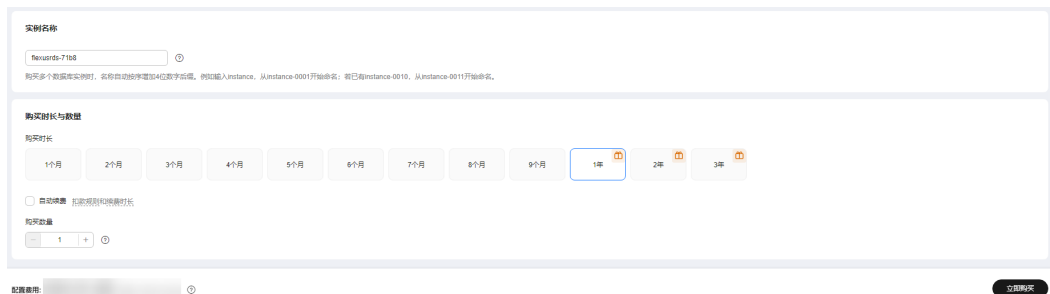 实例名称
flexusrds-71b8
购买多个数据库实例时，名称自动按序增加4位数字后缀。例如输入instance，从instance-0001开始命名；若已有instance-0010，从instance-0011开始命名。
购买时长与数量
购买时长
1个月 2个月 3个月 4个月 5个月 6个月 7个月 8个月 9个月 1年 2年 3年
自动续费 扣款规则和续费时长
购买数量
1
配置费用:
立即购买